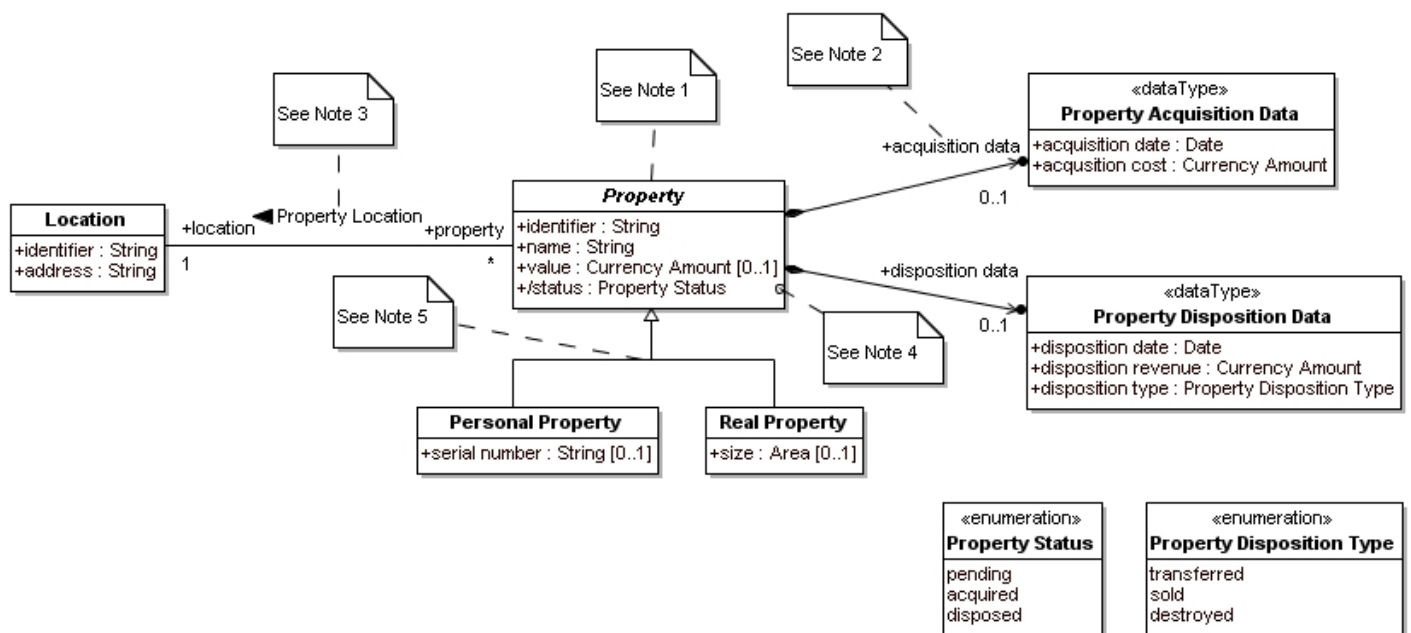 See Note 2
See Note 1
See Note 3
«dataType»
Property Acquisition Data
+acquisition date : Date
+acqusition cost : Currency Amount
+acquisition data
0..1
Property
+identifier : String
+name : String
+value : Currency Amount [0..1]
+/status : Property Status
Location
+identifier : String
+address : String
+location
Property Location
+property
1
*
+disposition data
0..1
«dataType»
Property Disposition Data
+disposition date : Date
+disposition revenue : Currency Amount
+disposition type : Property Disposition Type
See Note 5
See Note 4
Personal Property
+serial number : String [0..1]
Real Property
+size : Area [0..1]
«enumeration»
Property Status
pending
acquired
disposed
«enumeration»
Property Disposition Type
transferred
sold
destroyed